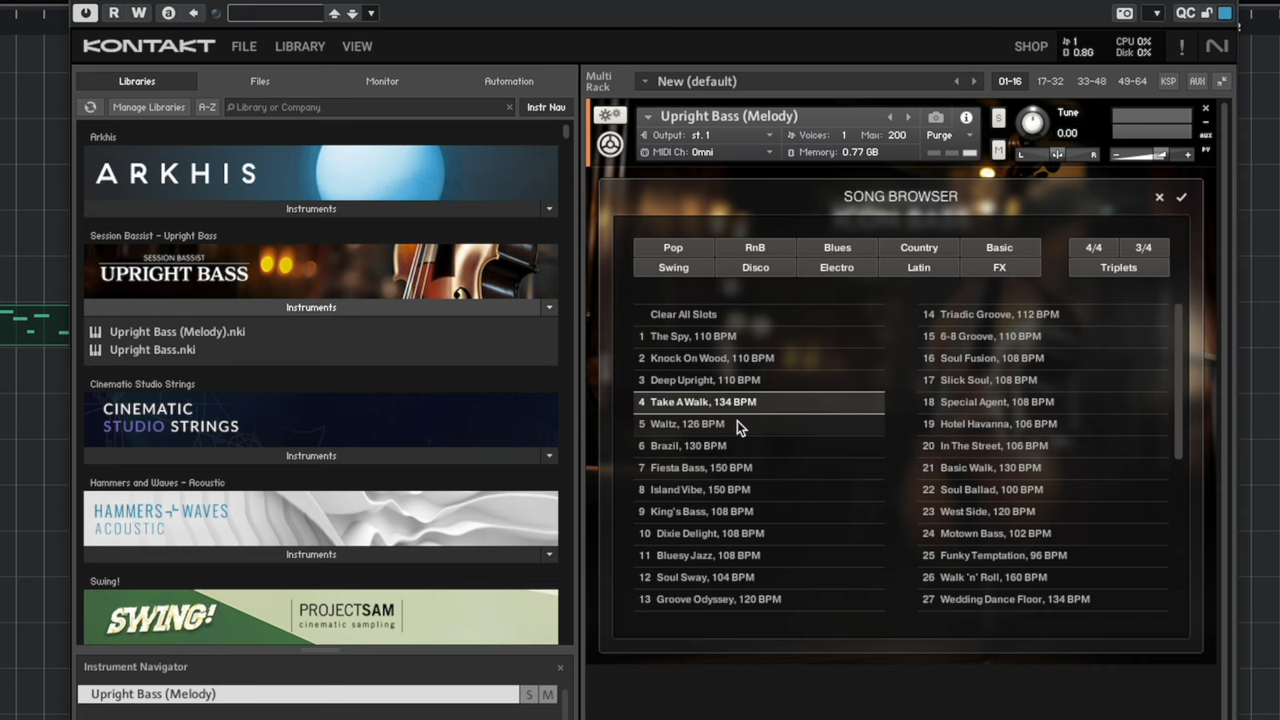 R W a QC
KONTAKT FILE LIBRARY VIEW SHOP 1 0.8G CPU 0% Disk 0% !
Libraries Files Monitor Automation
Manage Libraries A-Z Library or Company × Instr Nav
Arkhis
ARKHIS
Instruments
Session Bassist - Upright Bass
SESSION BASSIST
UPRIGHT BASS
Instruments
Upright Bass (Melody).nki
Upright Bass.nki
Cinematic Studio Strings
CINEMATIC
STUDIO STRINGS
Instruments
Hammers and Waves - Acoustic
HAMMERS+WAVES
ACOUSTIC
Instruments
Swing!
SWING! PROJECTSAM
cinematic sampling
Instrument Navigator ×
Upright Bass (Melody) S M
Multi
Rack
New (default) 01-16 17-32 33-48 49-64 KSP AUX
Upright Bass (Melody)
Output: st. 1 Voices: 1 Max: 200 Purge
MIDI Ch: Omni Memory: 0.77 GB
S
M
Tune
0.00
L R - +
AUX
PV
SONG BROWSER
Pop RnB Blues Country Basic 4/4 3/4
Swing Disco Electro Latin FX Triplets
Clear All Slots
1 The Spy, 110 BPM
2 Knock On Wood, 110 BPM
3 Deep Upright, 110 BPM
4 Take A Walk, 134 BPM
5 Waltz, 126 BPM
6 Brazil, 130 BPM
7 Fiesta Bass, 150 BPM
8 Island Vibe, 150 BPM
9 King's Bass, 108 BPM
10 Dixie Delight, 108 BPM
11 Bluesy Jazz, 108 BPM
12 Soul Sway, 104 BPM
13 Groove Odyssey, 120 BPM
14 Triadic Groove, 112 BPM
15 6-8 Groove, 110 BPM
16 Soul Fusion, 108 BPM
17 Slick Soul, 108 BPM
18 Special Agent, 108 BPM
19 Hotel Havanna, 106 BPM
20 In The Street, 106 BPM
21 Basic Walk, 130 BPM
22 Soul Ballad, 100 BPM
23 West Side, 120 BPM
24 Motown Bass, 102 BPM
25 Funky Temptation, 96 BPM
26 Walk 'n' Roll, 160 BPM
27 Wedding Dance Floor, 134 BPM